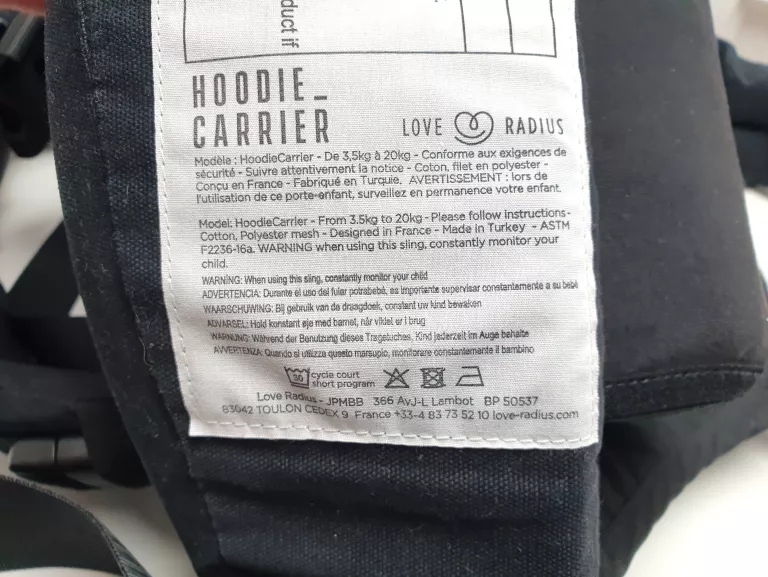 duct if
HOODIE_
CARRIER
LOVE RADIUS
Modèle : HoodieCarrier - De 3,5kg à 20kg - Conforme aux exigences de
sécurité - Suivre attentivement la notice - Coton, filet en polyester -
Conçu en France - Fabriqué en Turquie. AVERTISSEMENT : lors de
l'utilisation de ce porte-enfant, surveillez en permanence votre enfant.
Model: HoodieCarrier - From 3.5kg to 20kg - Please follow instructions-
Cotton, Polyester mesh - Designed in France - Made in Turkey - ASTM
F2236-16a. WARNING when using this sling, constantly monitor your
child.
WARNING: When using this sling, constantly monitor your child
ADVERTENCIA: Durante el uso del fular potrabebé, es importante supervisar constantemente a su bebé
WAARSCHUWING: Bij gebruik van de draagdoek, constant uw kind bewaken
ADVARSEL: Hold konstant øje med barnet, når viklet er i brug
WARNUNG: Während der Benutzung dieses Tragetuches, Kind jederzeit im Auge behalte
AVVERTENZA: Quando si utilizza questo marsupio, monitorare constantemente il bambino
30 cycle court
short program
Love Radius - JPMBB 366 AvJ-L Lambot BP 50537
83042 TOULON CEDEX 9 France +33-4 83 73 52 10 love-radius.com